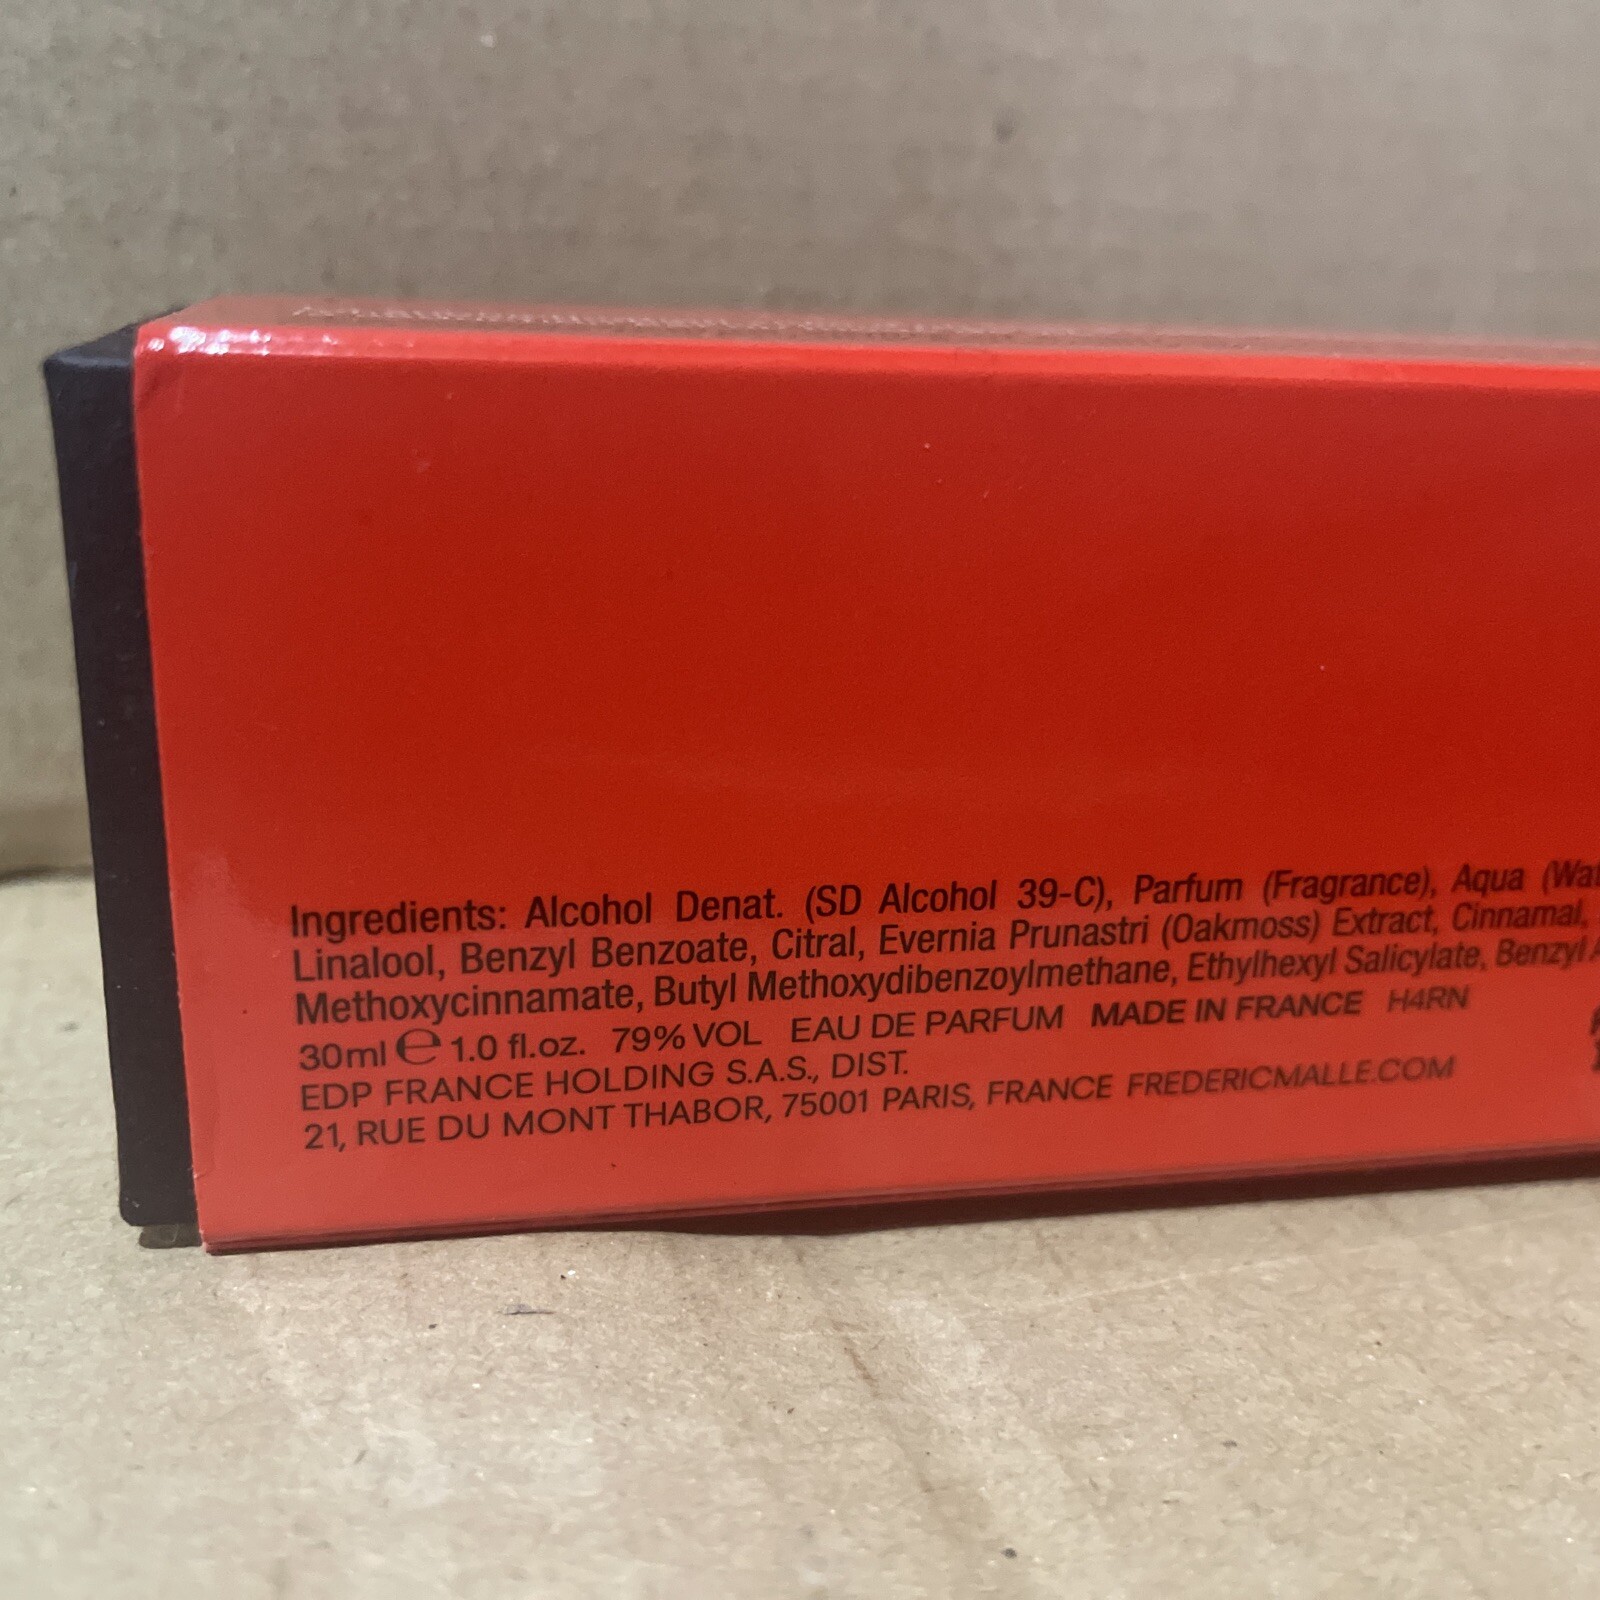 Ingredients: Alcohol Denat. (SD Alcohol 39-C), Parfum (Fragrance), Aqua (Wat
Linalool, Benzyl Benzoate, Citral, Evernia Prunastri (Oakmoss) Extract, Cinnamal,
Methoxycinnamate, Butyl Methoxydibenzoylmethane, Ethylhexyl Salicylate, Benzyl A
30ml ℮ 1.0 fl.oz. 79% VOL EAU DE PARFUM MADE IN FRANCE H4RN
EDP FRANCE HOLDING S.A.S., DIST.
21, RUE DU MONT THABOR, 75001 PARIS, FRANCE FREDERICMALLE.COM